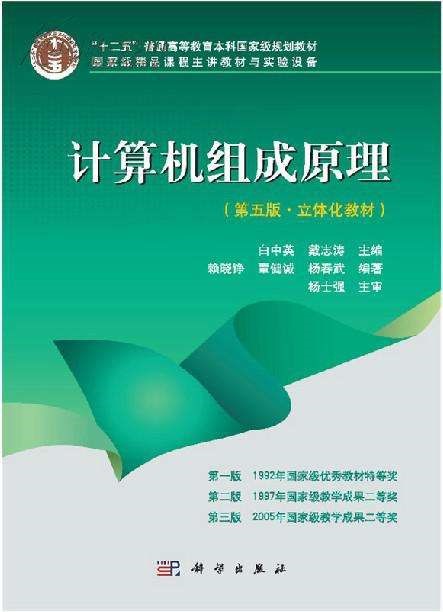 “十二五”普通高等教育本科国家级规划教材
国家级精品课程主讲教材与实验设备
计算机组成原理
（第五版·立体化教材）
白中英 戴志涛 主编
赖晓铮 覃健诚 杨春武 编著
杨士强 主审
第一版 1992年国家级优秀教材特等奖
第二版 1997年国家级教学成果二等奖
第三版 2005年国家级教学成果二等奖
科学出版社